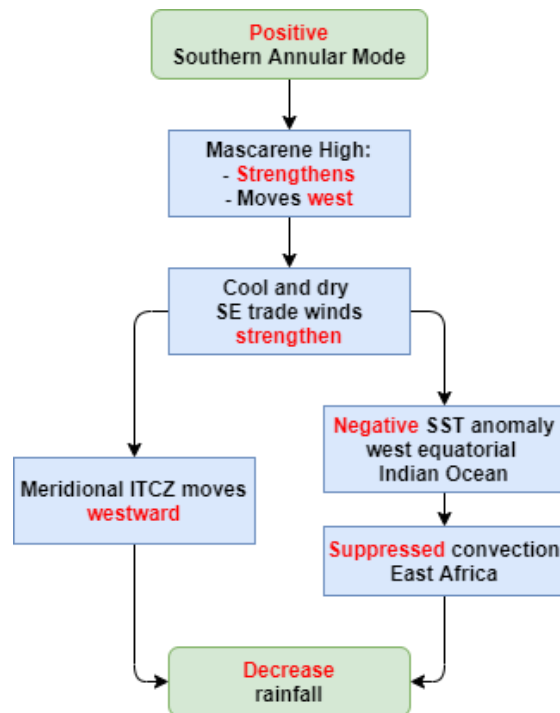 Positive
Southern Annular Mode
Mascarene High:
- Strengthens
- Moves west
Cool and dry
SE trade winds
strengthen
Meridional ITCZ moves
westward
Negative SST anomaly
west equatorial
Indian Ocean
Suppressed convection
East Africa
Decrease
rainfall